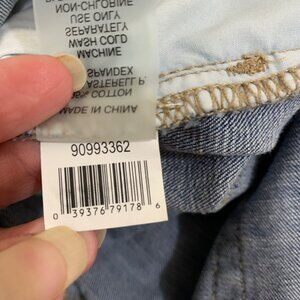 MADE IN CHINA
COTTON
SPANDEX
MACHINE
WASH COLD
SEPARATELY
USE ONLY
NON-CHLORINE
90993362
0 39376 79178 6